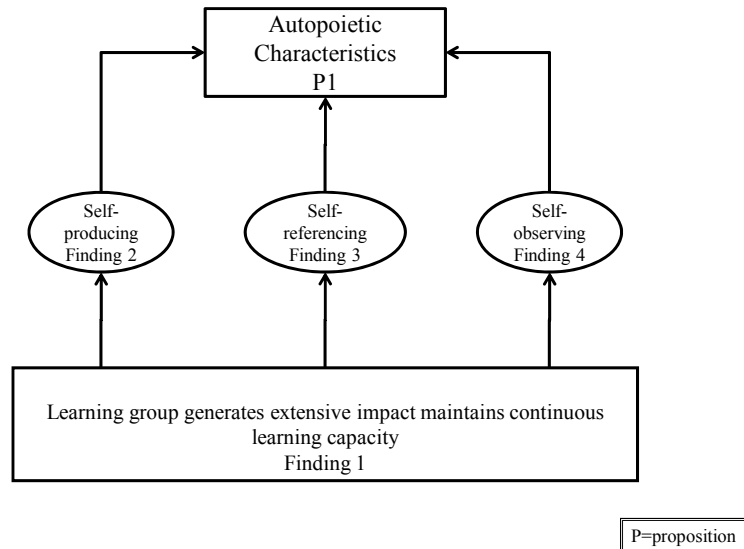 Autopoietic
Characteristics
P1
Self-
producing
Finding 2
Self-
referencing
Finding 3
Self-
observing
Finding 4
Learning group generates extensive impact maintains continuous
learning capacity
Finding 1
P=proposition